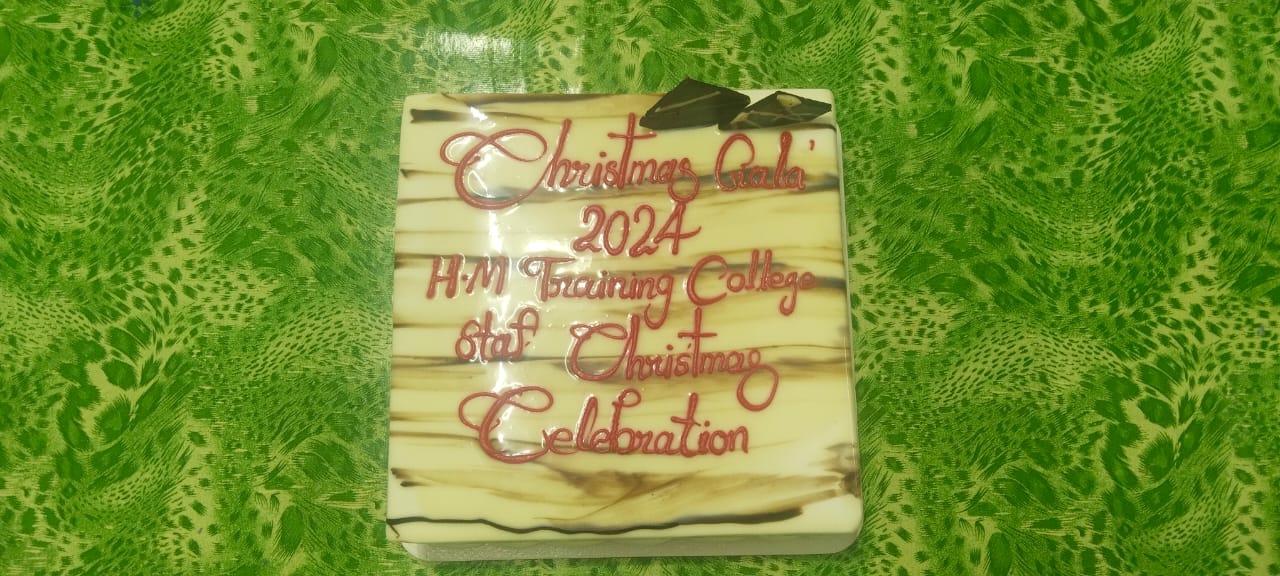 Christmas Gala'
2024
H.M Training College
Staf Christmas
Celebration